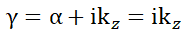 γ = α + ik_z = ik_z